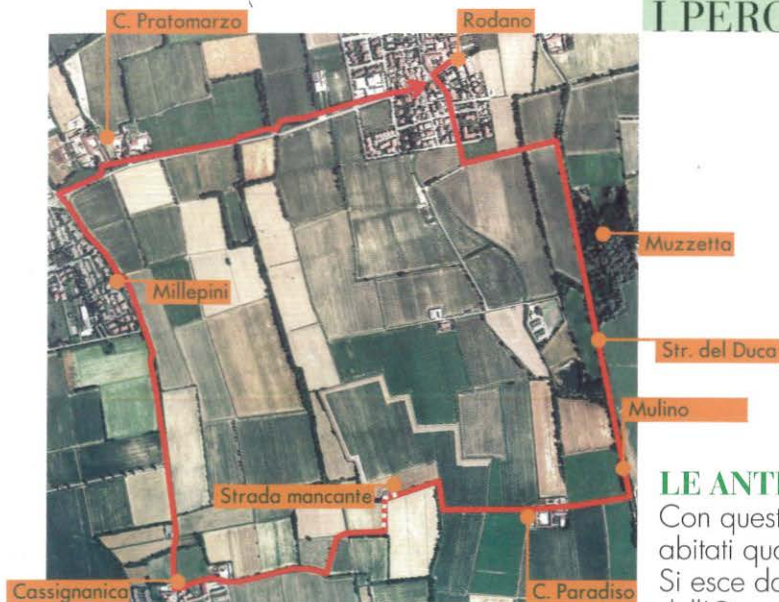 C. Pratomarzo
Rodano
I PERC
Muzzetta
Millepini
Str. del Duca
Mulino
Strada mancante
LE ANTI
Con quest
abitati qua
Si esce da
Cassignanica
C. Paradiso